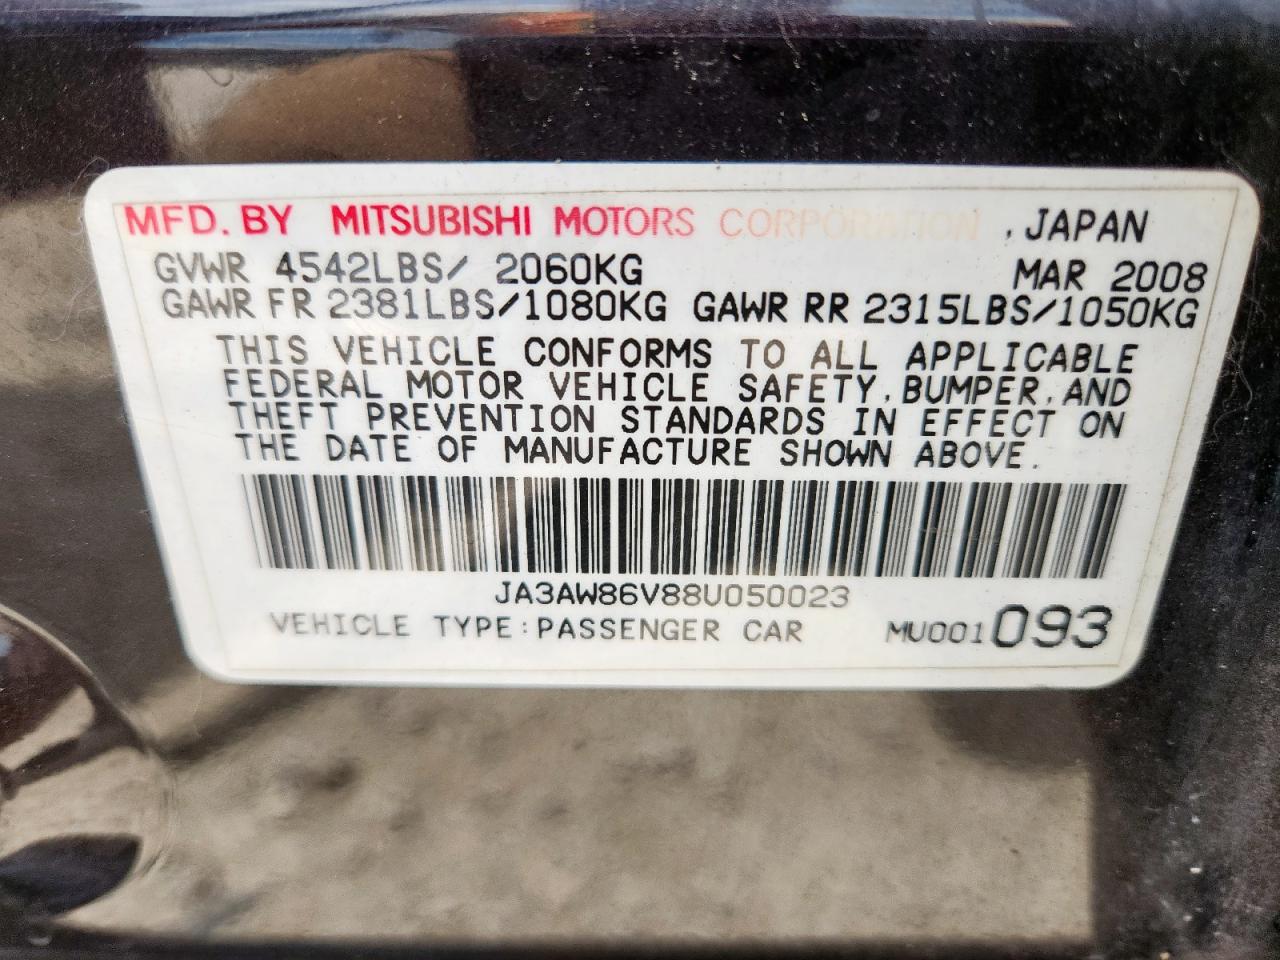 MFD. BY MITSUBISHI MOTORS CORPORATION , JAPAN
GVWR 4542LBS/ 2060KG MAR 2008
GAWR FR 2381LBS/1080KG GAWR RR 2315LBS/1050KG
THIS VEHICLE CONFORMS TO ALL APPLICABLE
FEDERAL MOTOR VEHICLE SAFETY, BUMPER, AND
THEFT PREVENTION STANDARDS IN EFFECT ON
THE DATE OF MANUFACTURE SHOWN ABOVE.
JA3AW86V88U050023
VEHICLE TYPE:PASSENGER CAR MU001093